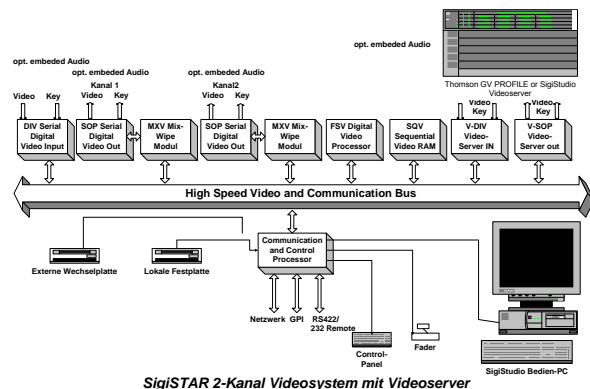 opt. embeded Audio
opt. embeded Audio
Thomson GV PROFILE or SigiStudio
Videoserver
opt. embeded Audio
opt. embeded Audio
Kanal 1
Kanal2
Video Key
Video Key
Video Key
Video Key
Video Key
DIV Serial
Digital
Video Input
SOP Serial
Digital
Video Out
MXV Mix-
Wipe
Modul
SOP Serial
Digital
Video Out
MXV Mix-
Wipe
Modul
FSV Digital
Video
Processor
SQV
Sequential
Video RAM
V-DIV
Video-
Server IN
V-SOP
Video-
Server out
High Speed Video and Communication Bus
Externe Wechselplatte
Lokale Festplatte
Communication
and Control
Processor
Netzwerk GPI RS422/
232 Remote
Control-
Panel
Fader
SigiStudio Bedien-PC
SigiSTAR 2-Kanal Videosystem mit Videoserver